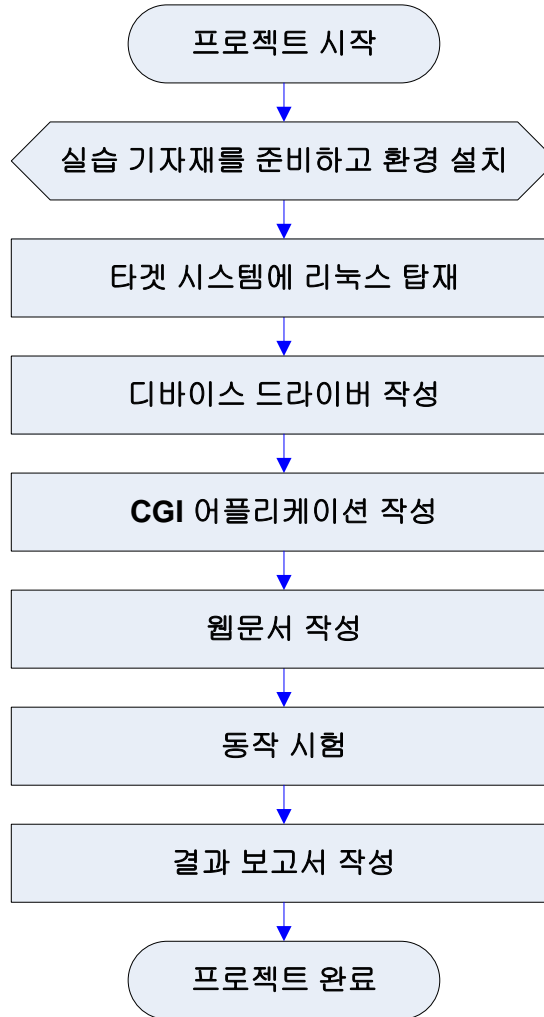 프로젝트 시작
실습 기자재를 준비하고 환경 설치
타겟 시스템에 리눅스 탑재
디바이스 드라이버 작성
CGI 어플리케이션 작성
웹문서 작성
동작 시험
결과 보고서 작성
프로젝트 완료